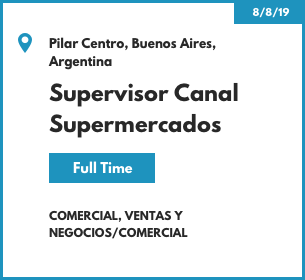 8/8/19
Pilar Centro, Buenos Aires,
Argentina
Supervisor Canal
Supermercados
Full Time
COMERCIAL, VENTAS Y
NEGOCIOS/COMERCIAL